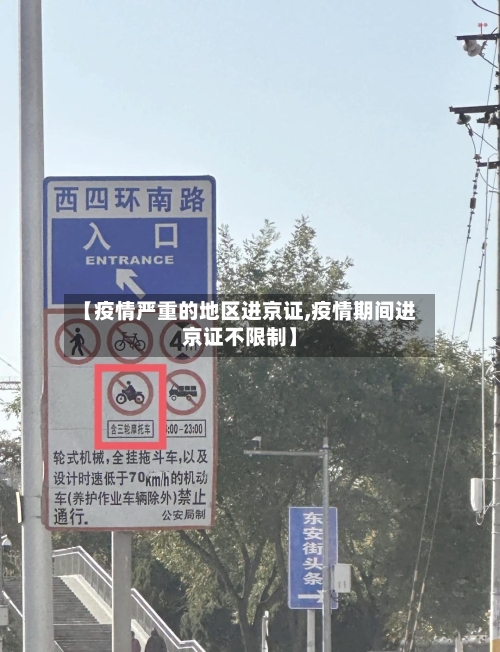 西四环南路
入 口
ENTRANCE
【疫情严重的地区进京证,疫情期间进
京证不限制】
4
含三轮摩托车
:00-23:00
轮式机械,全挂拖斗车,以及
设计时速低于70Km/h的机动
车(养护作业车辆除外)禁止
通行.
公安局制
东安街头条